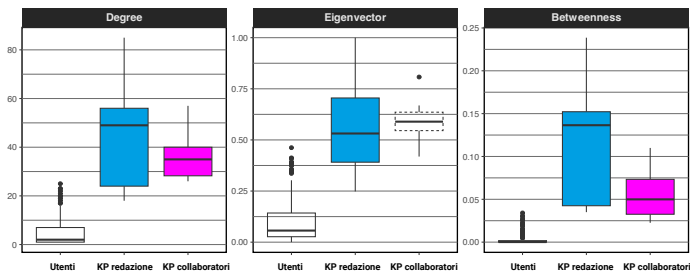 Degree
80
60
40
20
0
Utenti KP redazione KP collaboratori
Eigenvector
1.00
0.75
0.50
0.25
0.00
Utenti KP redazione KP collaboratori
Betweenness
0.25
0.20
0.15
0.10
0.05
0.00
Utenti KP redazione KP collaboratori